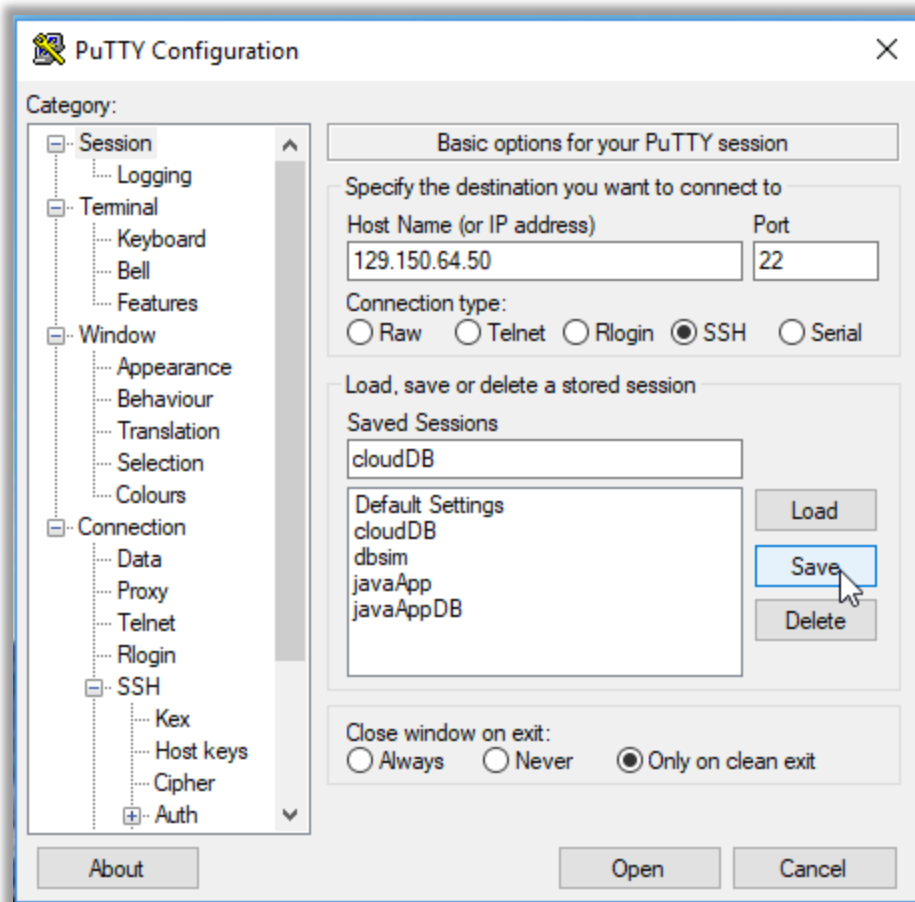 PuTTY Configuration
Category:
Session
Logging
Terminal
Keyboard
Bell
Features
Window
Appearance
Behaviour
Translation
Selection
Colours
Connection
Data
Proxy
Telnet
Rlogin
SSH
Kex
Host keys
Cipher
Auth
Basic options for your PuTTY session
Specify the destination you want to connect to
Host Name (or IP address) Port
129.150.64.50 22
Connection type:
Raw Telnet Rlogin SSH Serial
Load, save or delete a stored session
Saved Sessions
cloudDB
Default Settings
cloudDB
dbsim
javaApp
javaAppDB
Load
Save
Delete
Close window on exit:
Always Never Only on clean exit
About Open Cancel